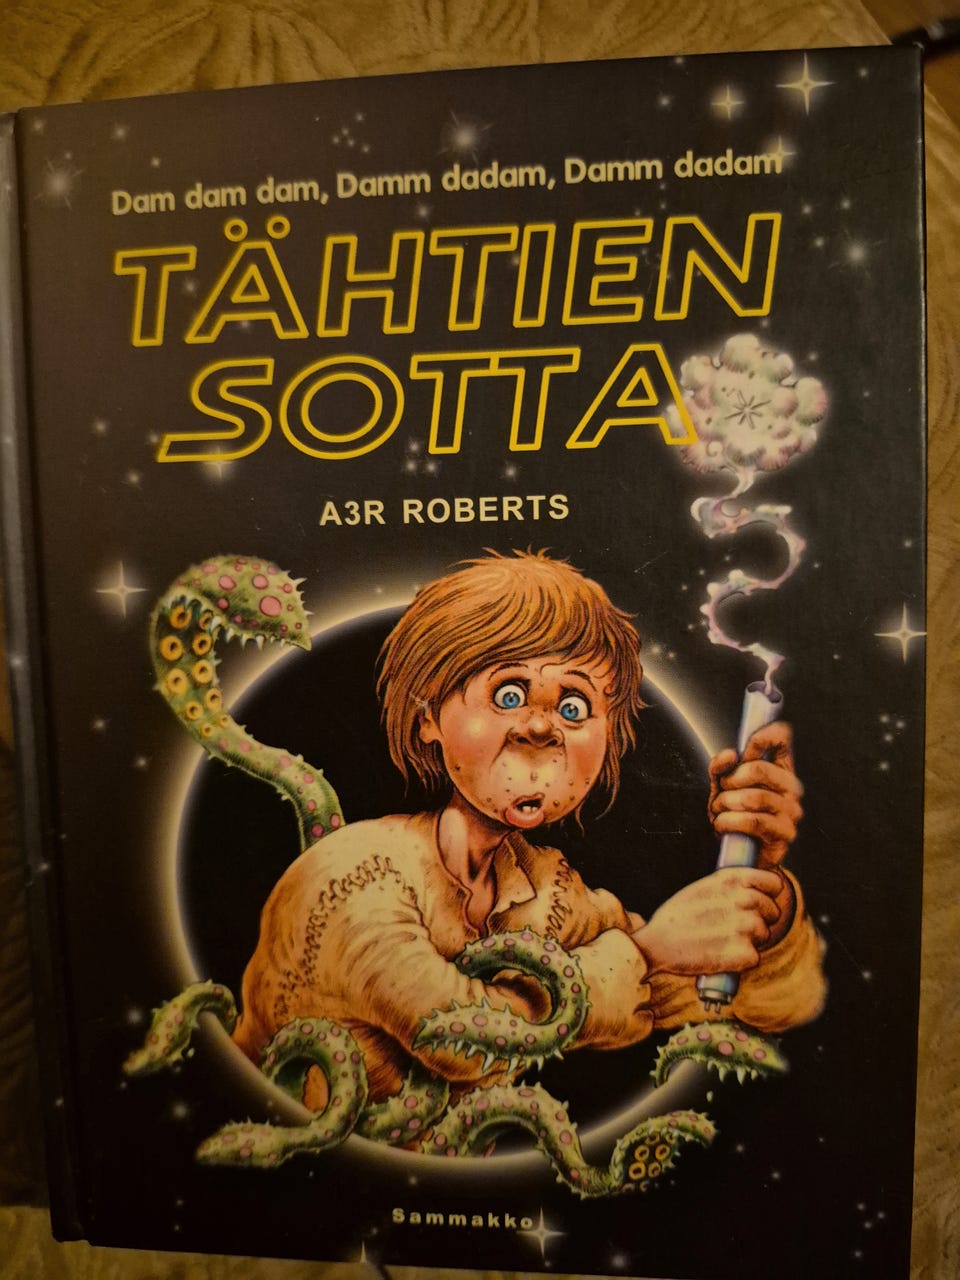 Dam dam dam, Damm dadam, Damm dadam
TÄHTIEN
SOTTA
A3R ROBERTS
Sammakko